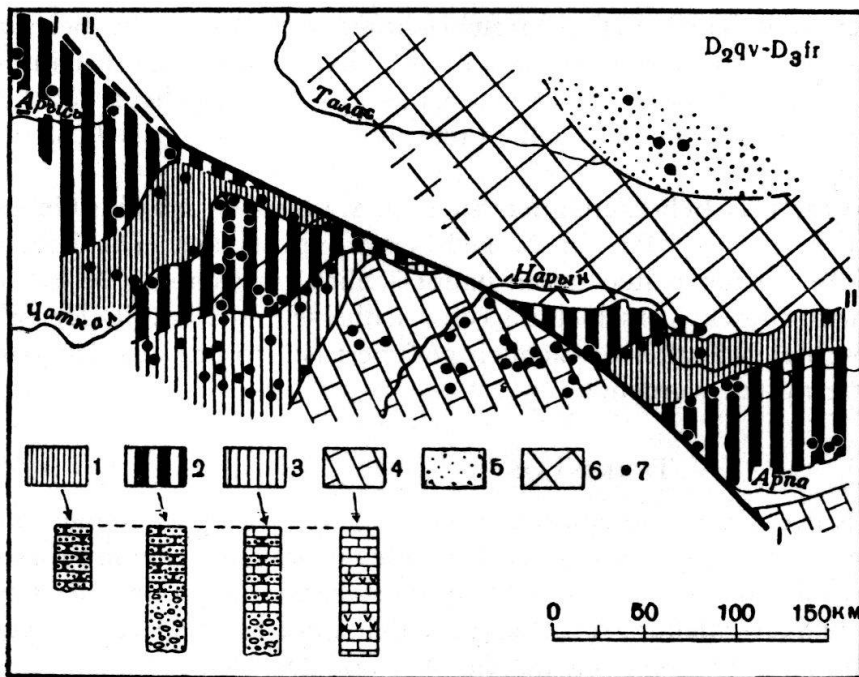 I II
D₂qv-D₃fr
Арысь
Талас
Нарын
II
Чаткал
1 2 3 4 5 6 7
Арпа
I
0 50 100 150км